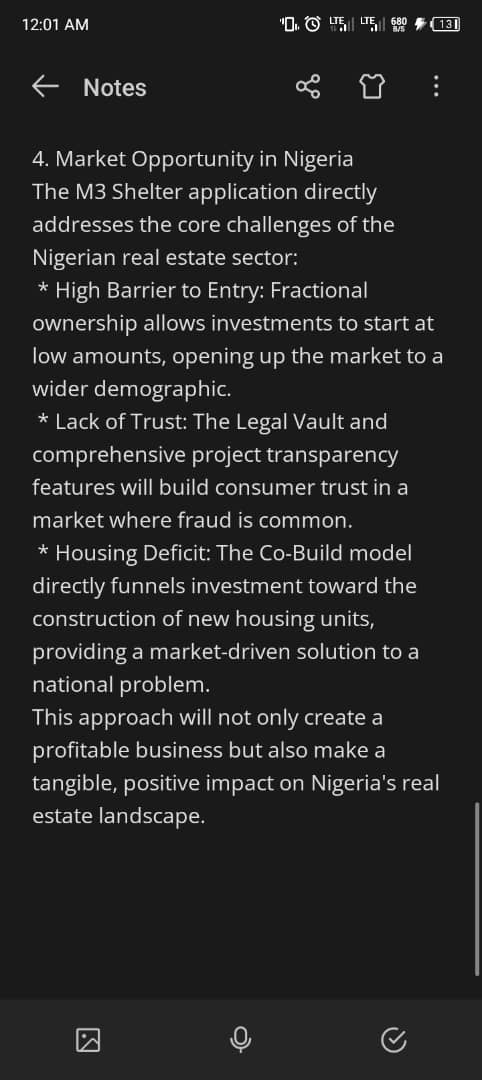 12:01 AM LTE LTE 680 B/S 13
Notes
4. Market Opportunity in Nigeria
The M3 Shelter application directly
addresses the core challenges of the
Nigerian real estate sector:
* High Barrier to Entry: Fractional
ownership allows investments to start at
low amounts, opening up the market to a
wider demographic.
* Lack of Trust: The Legal Vault and
comprehensive project transparency
features will build consumer trust in a
market where fraud is common.
* Housing Deficit: The Co-Build model
directly funnels investment toward the
construction of new housing units,
providing a market-driven solution to a
national problem.
This approach will not only create a
profitable business but also make a
tangible, positive impact on Nigeria's real
estate landscape.